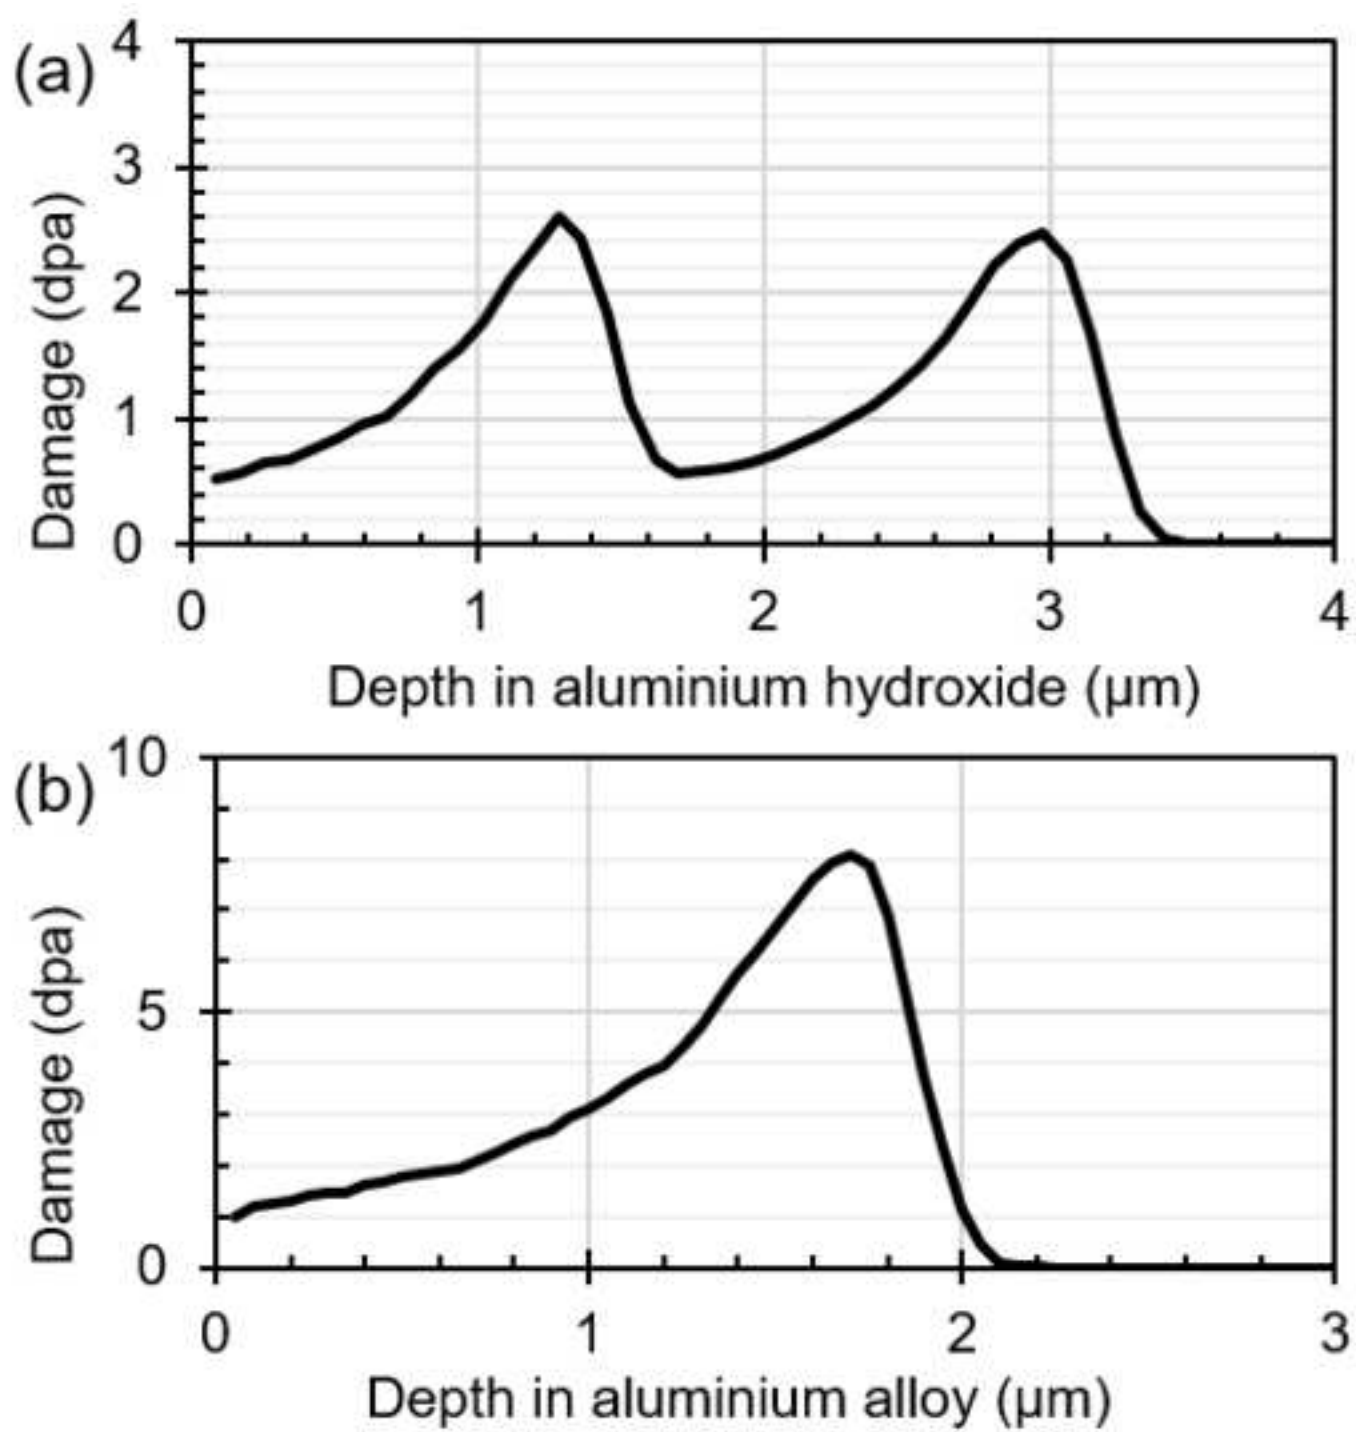 (a)
4
3
2
1
0
Damage (dpa)
0 1 2 3 4
Depth in aluminium hydroxide (μm)
(b)
10
5
0
Damage (dpa)
0 1 2 3
Depth in aluminium alloy (μm)